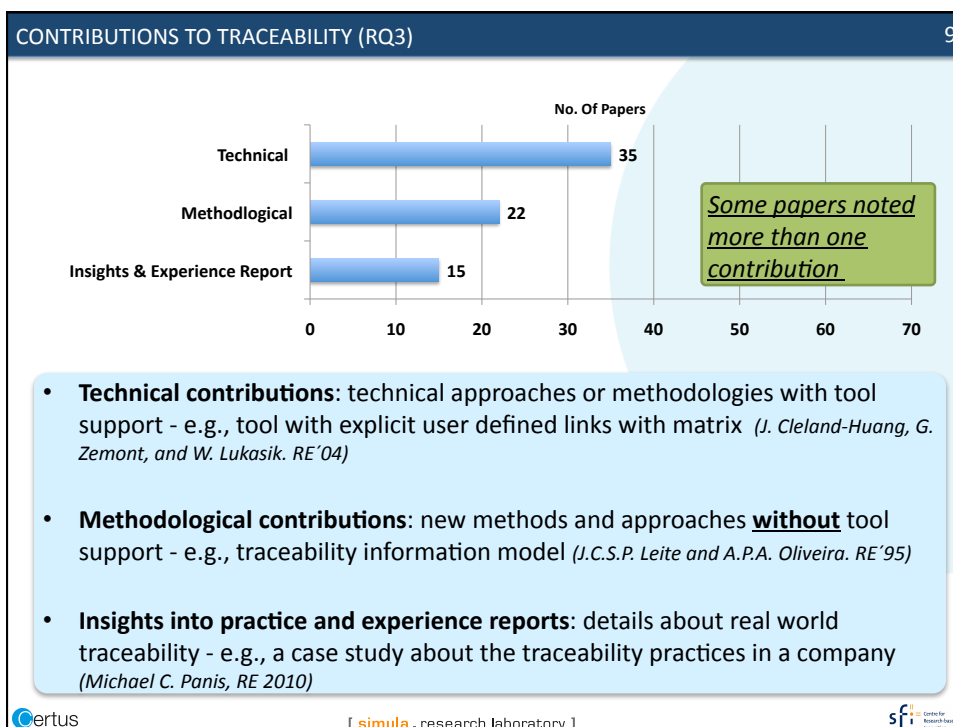 CONTRIBUTIONS TO TRACEABILITY (RQ3) 9
No. Of Papers
Technical 35
Methodlogical 22
Insights & Experience Report 15
Some papers noted
more than one
contribution
0 10 20 30 40 50 60 70
• Technical contributions: technical approaches or methodologies with tool
support - e.g., tool with explicit user defined links with matrix (J. Cleland-Huang, G.
Zemont, and W. Lukasik. RE´04)
• Methodological contributions: new methods and approaches without tool
support - e.g., traceability information model (J.C.S.P. Leite and A.P.A. Oliveira. RE´95)
• Insights into practice and experience reports: details about real world
traceability - e.g., a case study about the traceability practices in a company
(Michael C. Panis, RE 2010)
Certus
[ simula . research laboratory ]
sfi Centre for
Research-based